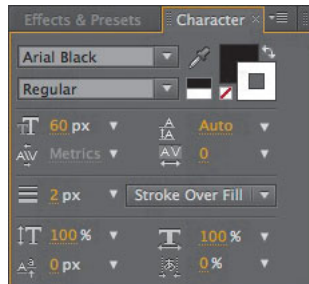 Effects & Presets Character ×
Arial Black
Regular
60 px Auto
Metrics 0
2 px Stroke Over Fill
100 % 100 %
0 px 0 %